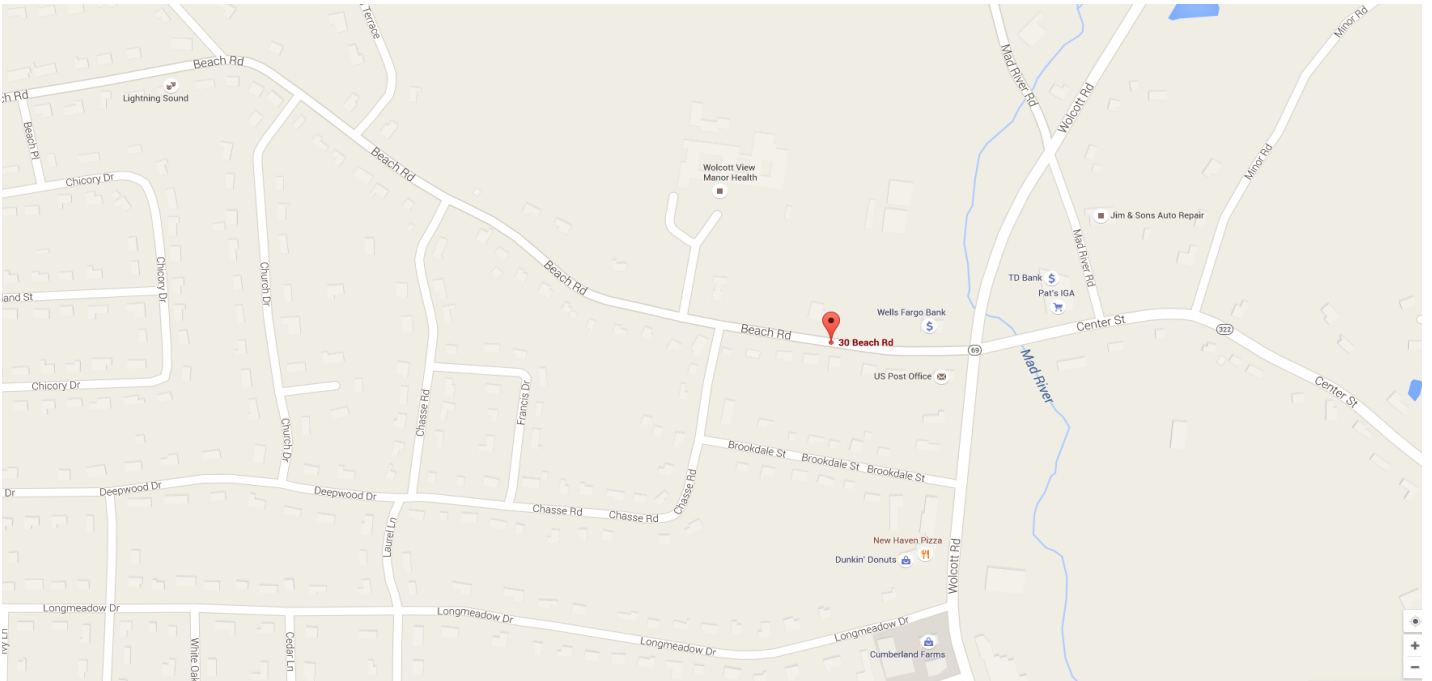 Terrace
Minor Rd
Beach Rd
Mad River Rd
ch Rd
Lightning Sound
Wolcott Rd
Beach Pl
Beach Rd
Wolcott View
Manor Health
Minor Rd
Chicory Dr
Jim & Sons Auto Repair
Mad River Rd
Church Dr
Chicory Dr
Beach Rd
TD Bank
$
Pat's IGA
and St
Wells Fargo Bank
$
Beach Rd
30 Beach Rd
Center St
322
69
Mad River
US Post Office
Chicory Dr
Center St
Francis Dr
Chasse Rd
Church Dr
Brookdale St
Brookdale St
Brookdale St
Dr
Deepwood Dr
Deepwood Dr
Chasse Rd
Chasse Rd
Chasse Rd
Laurel Ln
New Haven Pizza
Dunkin' Donuts
Wolcott Rd
Longmeadow Dr
Longmeadow Dr
Longmeadow Dr
Longmeadow Dr
vy Ln
White Oak
Cedar Ln
Cumberland Farms
+
−